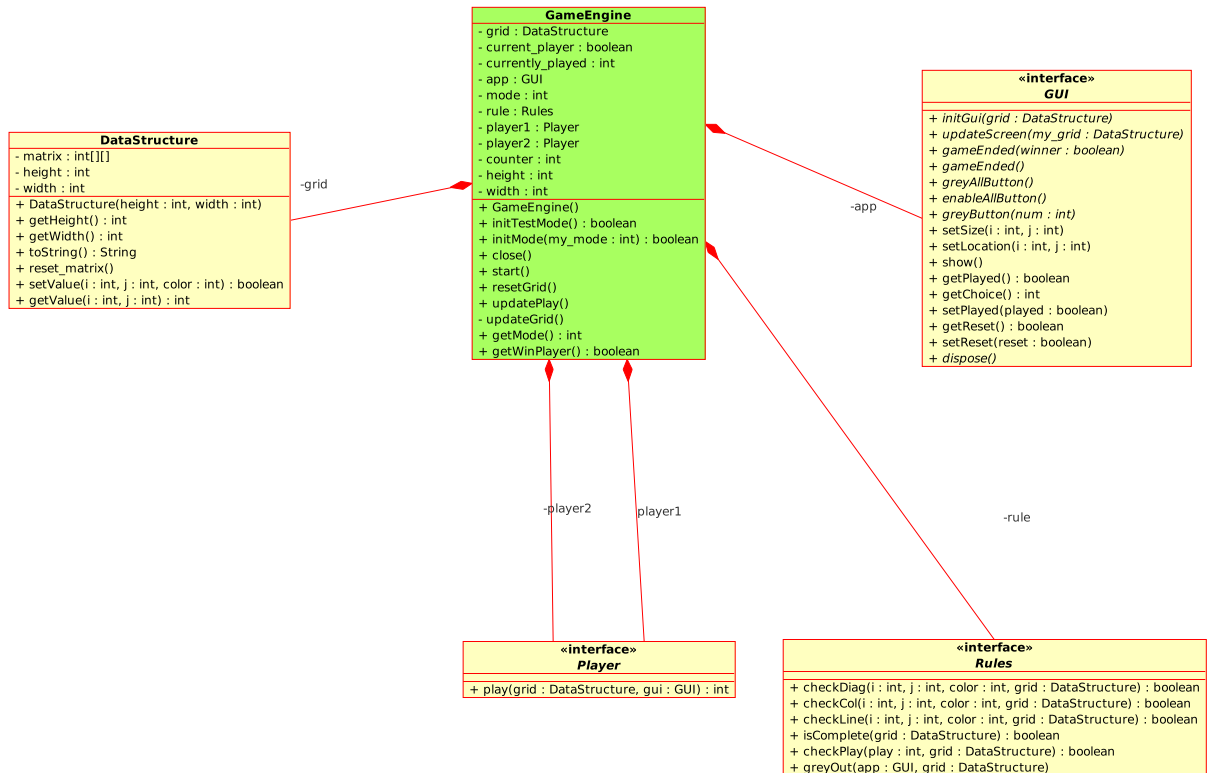 GameEngine
- grid : DataStructure
- current_player : boolean
- currently_played : int
- app : GUI
- mode : int
- rule : Rules
- player1 : Player
- player2 : Player
- counter : int
- height : int
- width : int
+ GameEngine()
+ initTestMode() : boolean
+ initMode(my_mode : int) : boolean
+ close()
+ start()
+ resetGrid()
+ updatePlay()
- updateGrid()
+ getMode() : int
+ getWinPlayer() : boolean
«interface»
GUI
+ initGui(grid : DataStructure)
+ updateScreen(my_grid : DataStructure)
+ gameEnded(winner : boolean)
+ gameEnded()
+ greyAllButton()
+ enableAllButton()
+ greyButton(num : int)
+ setSize(i : int, j : int)
+ setLocation(i : int, j : int)
+ show()
+ getPlayed() : boolean
+ getChoice() : int
+ setPlayed(played : boolean)
+ getReset() : boolean
+ setReset(reset : boolean)
+ dispose()
DataStructure
- matrix : int[][]
- height : int
- width : int
+ DataStructure(height : int, width : int)
+ getHeight() : int
+ getWidth() : int
+ toString() : String
+ reset_matrix()
+ setValue(i : int, j : int, color : int) : boolean
+ getValue(i : int, j : int) : int
-grid
-app
-player2
player1
-rule
«interface»
Player
+ play(grid : DataStructure, gui : GUI) : int
«interface»
Rules
+ checkDiag(i : int, j : int, color : int, grid : DataStructure) : boolean
+ checkCol(i : int, j : int, color : int, grid : DataStructure) : boolean
+ checkLine(i : int, j : int, color : int, grid : DataStructure) : boolean
+ isComplete(grid : DataStructure) : boolean
+ checkPlay(play : int, grid : DataStructure) : boolean
+ greyOut(app : GUI, grid : DataStructure)